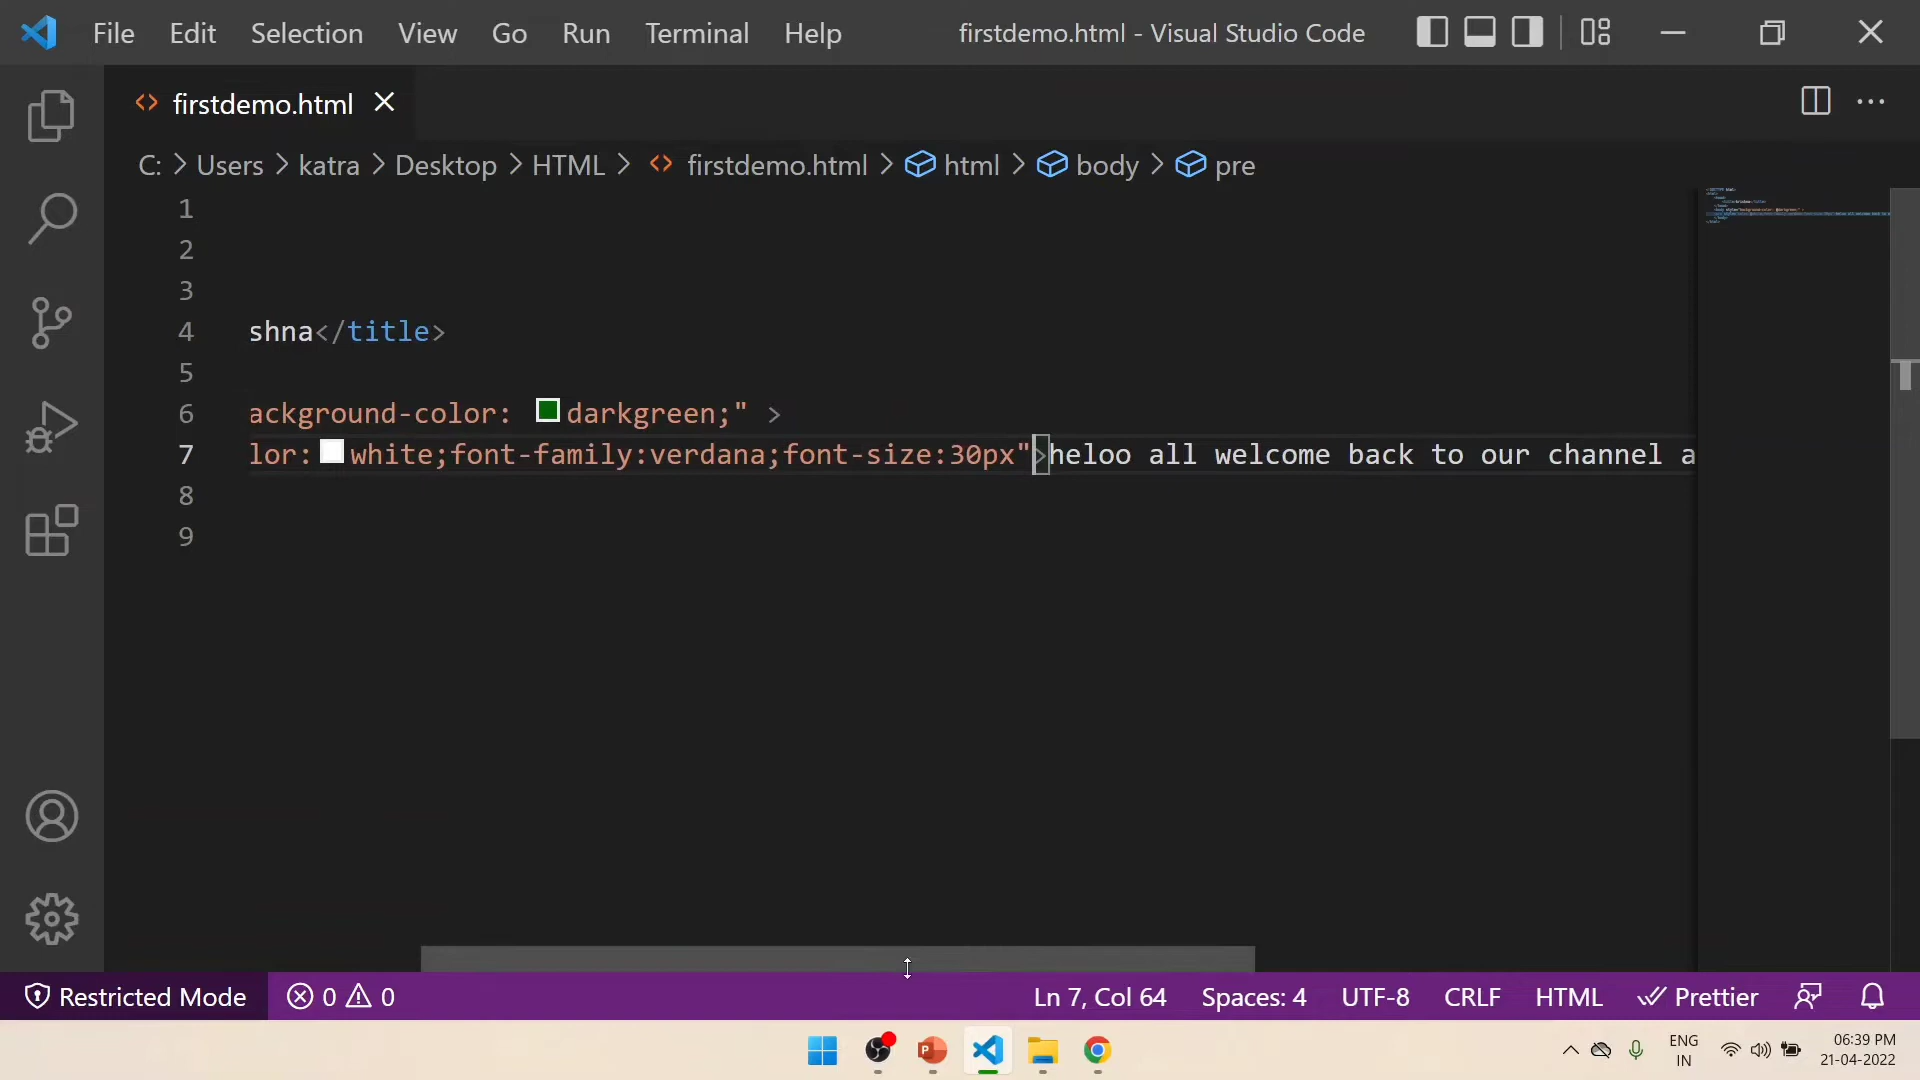 File Edit Selection View Go Run Terminal Help firstdemo.html - Visual Studio Code
firstdemo.html
C: > Users > katra > Desktop > HTML > <> firstdemo.html > html > body > pre
1
2
3
4 shna</title>
5
6 ackground-color: darkgreen;" >
7 lor: white;font-family:verdana;font-size:30px">heloo all welcome back to our channel a
8
9
Restricted Mode 0 0 Ln 7, Col 64 Spaces: 4 UTF-8 CRLF HTML Prettier
ENG 06:39 PM
IN 21-04-2022